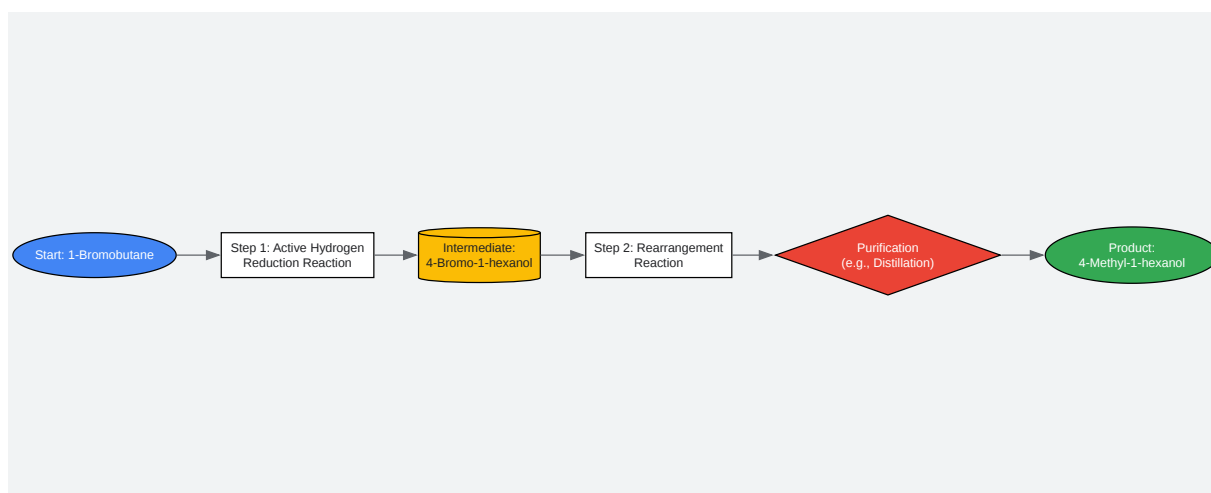 Start: 1-Bromobutane
Step 1: Active Hydrogen
Reduction Reaction
Intermediate:
4-Bromo-1-hexanol
Step 2: Rearrangement
Reaction
Purification
(e.g., Distillation)
Product:
4-Methyl-1-hexanol